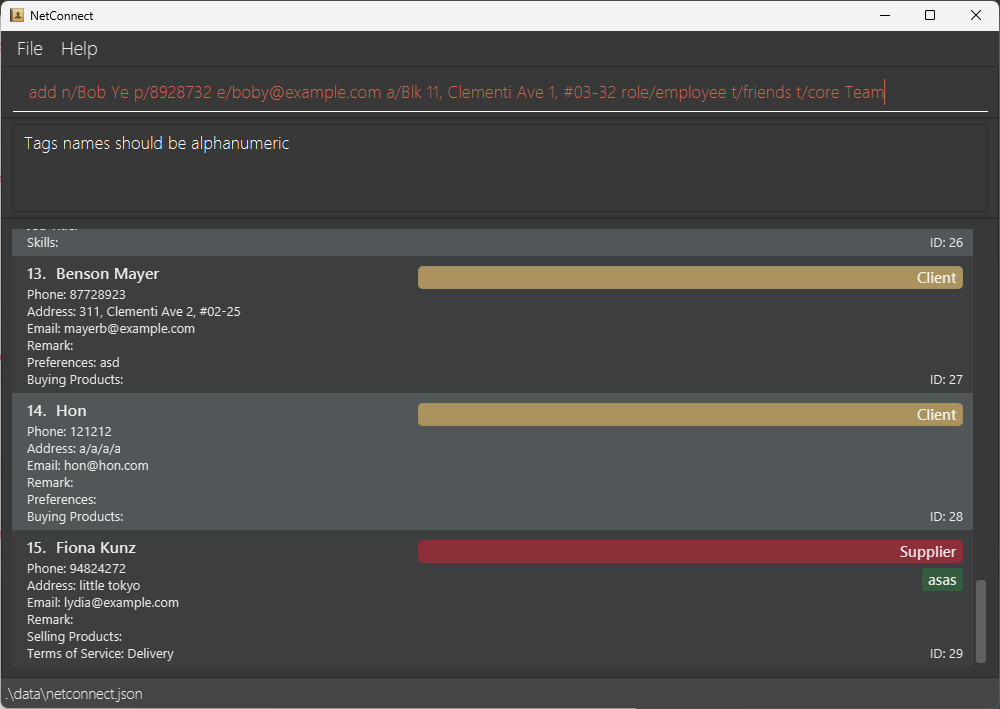 NetConnect
File Help
add n/Bob Ye p/8928732 e/boby@example.com a/Blk 11, Clementi Ave 1, #03-32 role/employee t/friends t/core Team
Tags names should be alphanumeric
Skills: ID: 26
13. Benson Mayer Client
Phone: 87728923
Address: 311, Clementi Ave 2, #02-25
Email: mayerb@example.com
Remark:
Preferences: asd
Buying Products: ID: 27
14. Hon Client
Phone: 121212
Address: a/a/a/a
Email: hon@hon.com
Remark:
Preferences:
Buying Products: ID: 28
15. Fiona Kunz Supplier
Phone: 94824272 asas
Address: little tokyo
Email: lydia@example.com
Remark:
Selling Products:
Terms of Service: Delivery ID: 29
.\data\netconnect.json